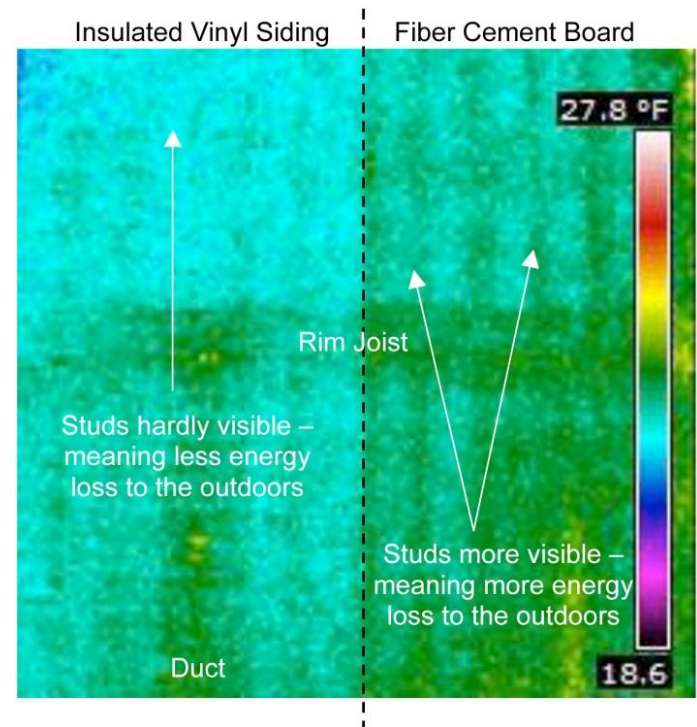 Insulated Vinyl Siding
Fiber Cement Board
27.8 °F
Rim Joist
Studs hardly visible –
meaning less energy
loss to the outdoors
Studs more visible –
meaning more energy
loss to the outdoors
Duct
18.6